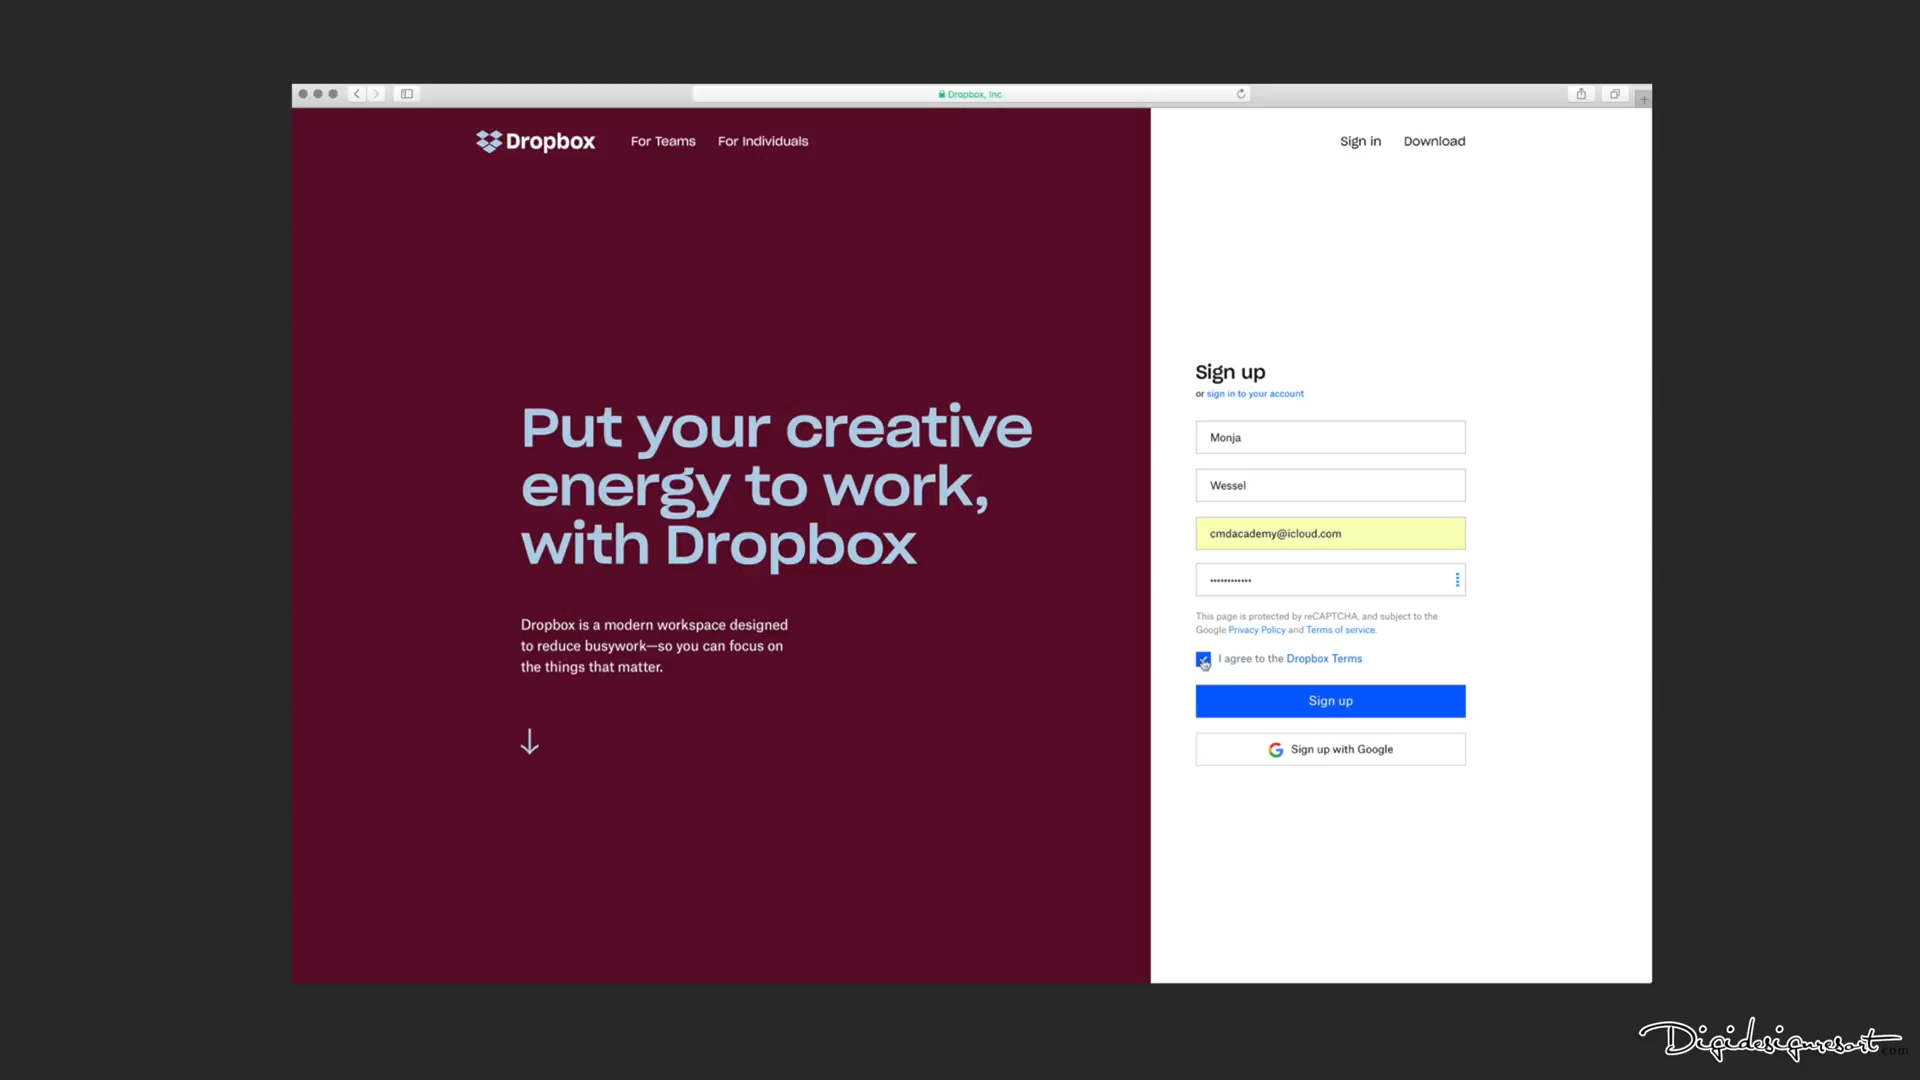 Dropbox, Inc.
Dropbox
For Teams
For Individuals
Sign in
Download
Put your creative
energy to work,
with Dropbox
Dropbox is a modern workspace designed
to reduce busywork—so you can focus on
the things that matter.
Sign up
or sign in to your account
Monja
Wessel
cmdacademy@icloud.com
••••••••••••
This page is protected by reCAPTCHA, and subject to the
Google Privacy Policy and Terms of service.
I agree to the Dropbox Terms
Sign up
Sign up with Google
Digidesignresort
.com